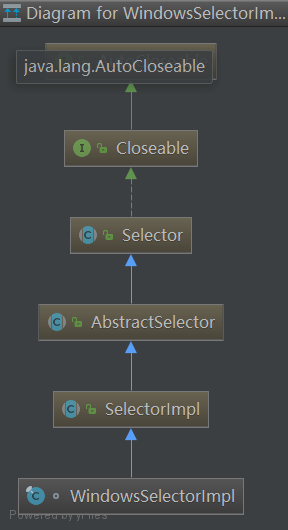 Diagram for WindowsSelectorIm...
java.lang.AutoCloseable
I Closeable
C Selector
C AbstractSelector
C SelectorImpl
C WindowsSelectorImpl
Powered by yFiles